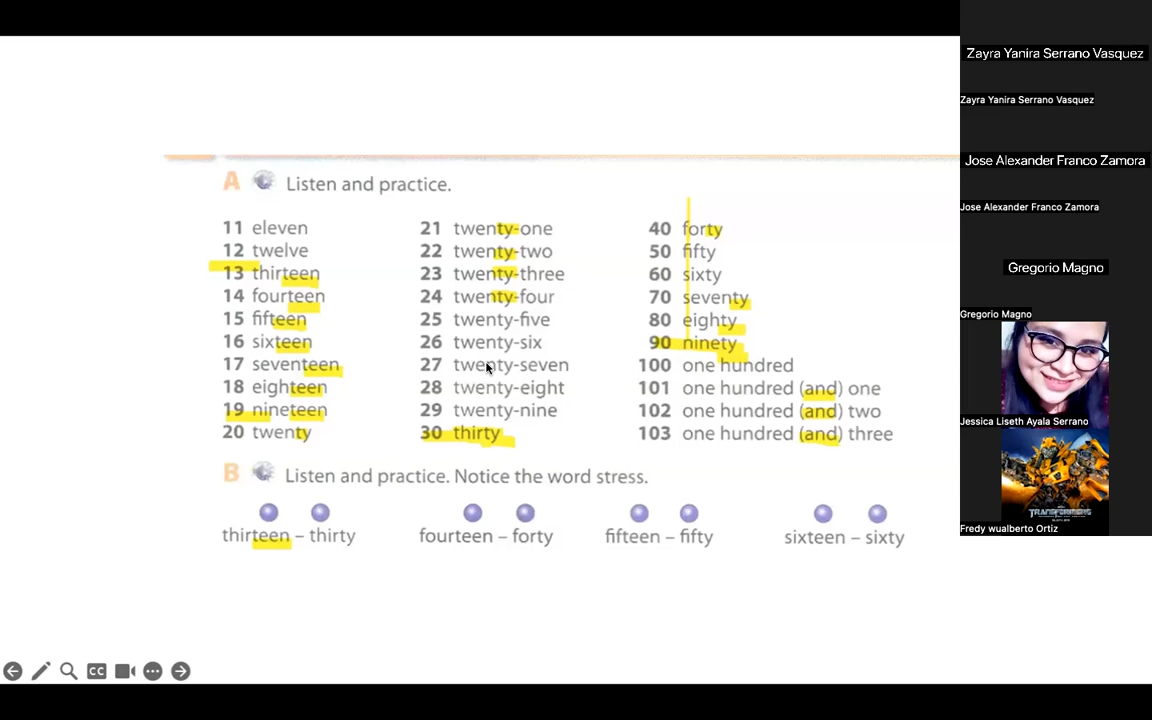 A Listen and practice.
11 eleven
12 twelve
13 thirteen
14 fourteen
15 fifteen
16 sixteen
17 seventeen
18 eighteen
19 nineteen
20 twenty
21 twenty-one
22 twenty-two
23 twenty-three
24 twenty-four
25 twenty-five
26 twenty-six
27 twenty-seven
28 twenty-eight
29 twenty-nine
30 thirty
40 forty
50 fifty
60 sixty
70 seventy
80 eighty
90 ninety
100 one hundred
101 one hundred (and) one
102 one hundred (and) two
103 one hundred (and) three
B Listen and practice. Notice the word stress.
thirteen – thirty
fourteen – forty
fifteen – fifty
sixteen – sixty
CC
Zayra Yanira Serrano Vasquez
Zayra Yanira Serrano Vasquez
Jose Alexander Franco Zamora
Jose Alexander Franco Zamora
Gregorio Magno
Gregorio Magno
Jessica Liseth Ayala Serrano
TRANSFORMERS
Fredy wualberto Ortiz